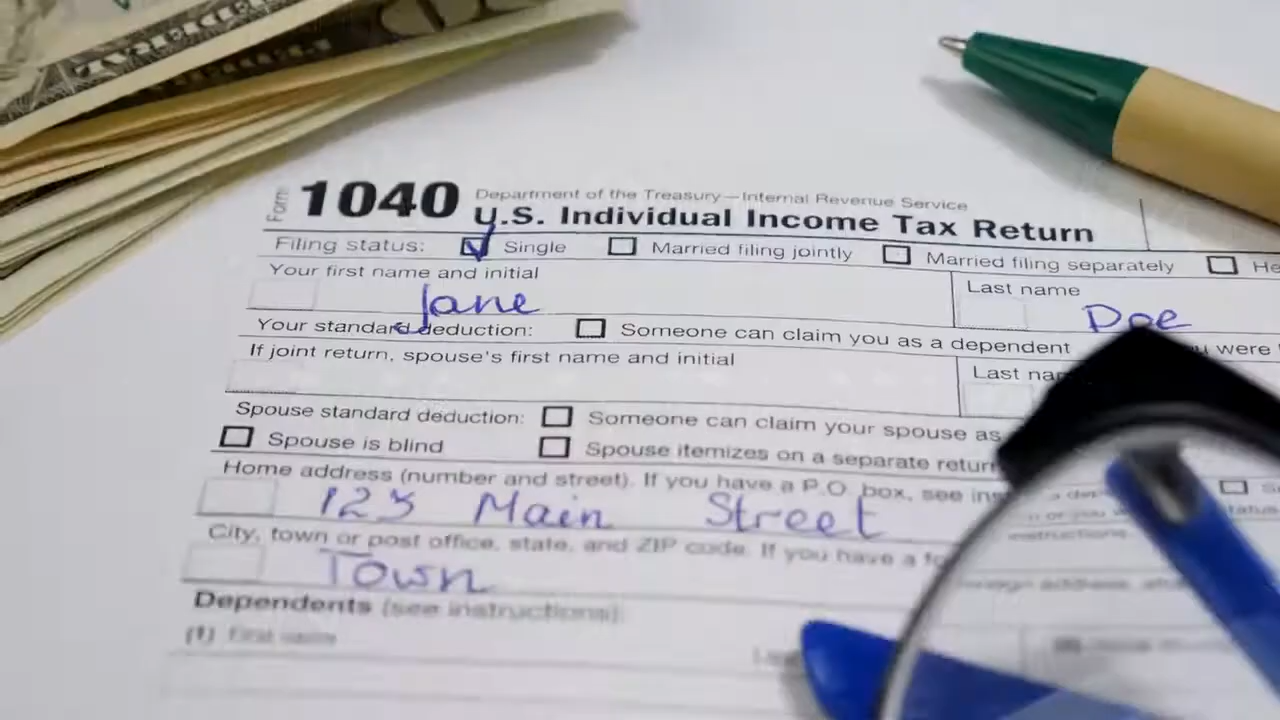 Form 1040 Department of the Treasury—Internal Revenue Service
U.S. Individual Income Tax Return
Filing status: Single Married filing jointly Married filing separately He
Your first name and initial Last name
Jane Doe
Your standard deduction: Someone can claim you as a dependent were
If joint return, spouse's first name and initial Last na
Spouse standard deduction: Someone can claim your spouse as
Spouse is blind Spouse itemizes on a separate return
Home address (number and street). If you have a P.O. box, see ins
123 Main Street
City, town or post office, state, and ZIP code. If you have a fo
Town
Dependents (see instructions):
(1) First name